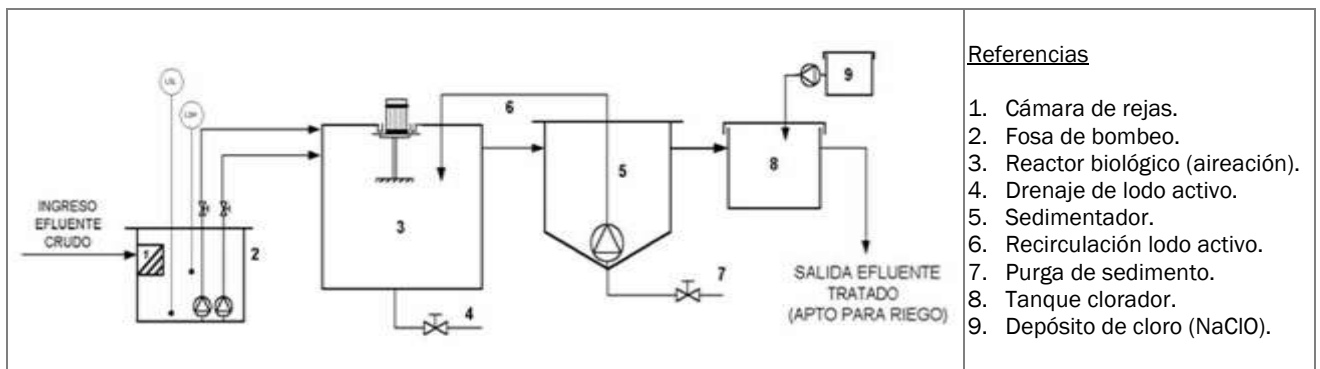 INGRESO
EFLUENTE
CRUDO
1
2
3
4
5
6
7
8
9
SALIDA EFLUENTE
TRATADO
(APTO PARA RIEGO)
Referencias
1. Cámara de rejas.
2. Fosa de bombeo.
3. Reactor biológico (aireación).
4. Drenaje de lodo activo.
5. Sedimentador.
6. Recirculación lodo activo.
7. Purga de sedimento.
8. Tanque clorador.
9. Depósito de cloro (NaClO).